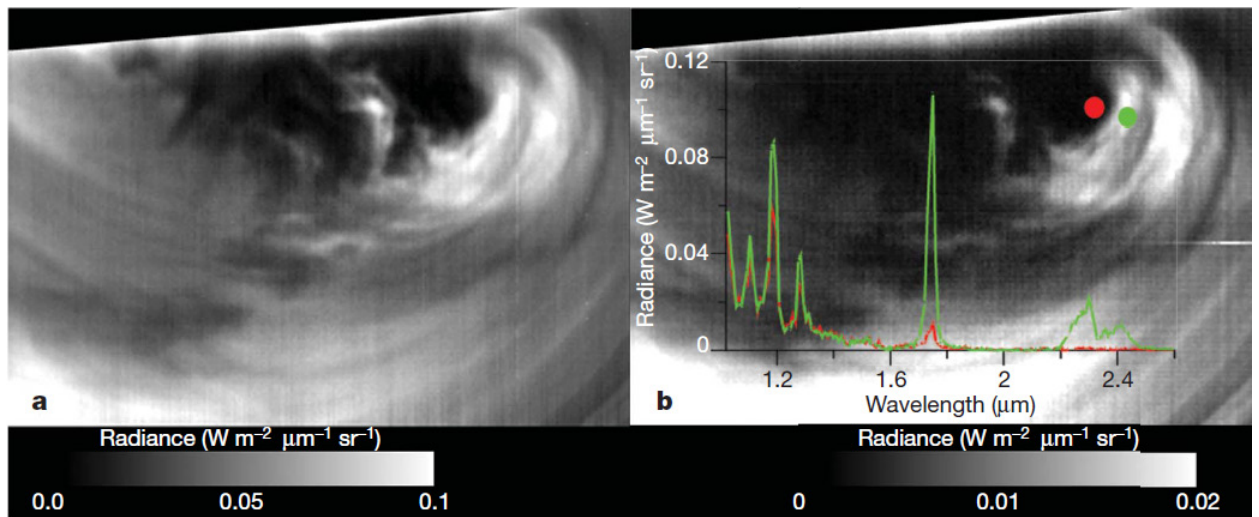 a
Radiance (W m⁻² μm⁻¹ sr⁻¹)
0.0 0.05 0.1
Radiance (W m⁻² μm⁻¹ sr⁻¹)
0.12
0.08
0.04
0
1.2 1.6 2 2.4
Wavelength (μm)
b
Radiance (W m⁻² μm⁻¹ sr⁻¹)
0 0.01 0.02